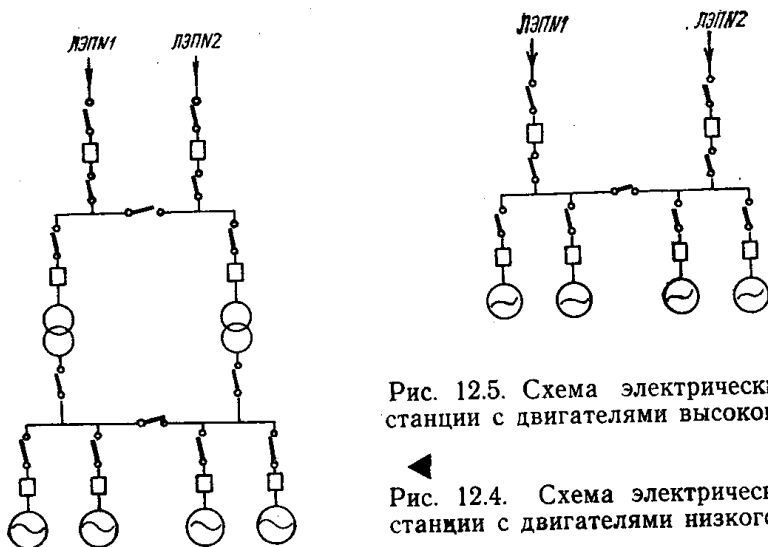 ЛЭПN1
ЛЭПN2
ЛЭПN1
ЛЭПN2
Рис. 12.5. Схема электрически
станции с двигателями высоког
Рис. 12.4. Схема электрическ
станции с двигателями низкого